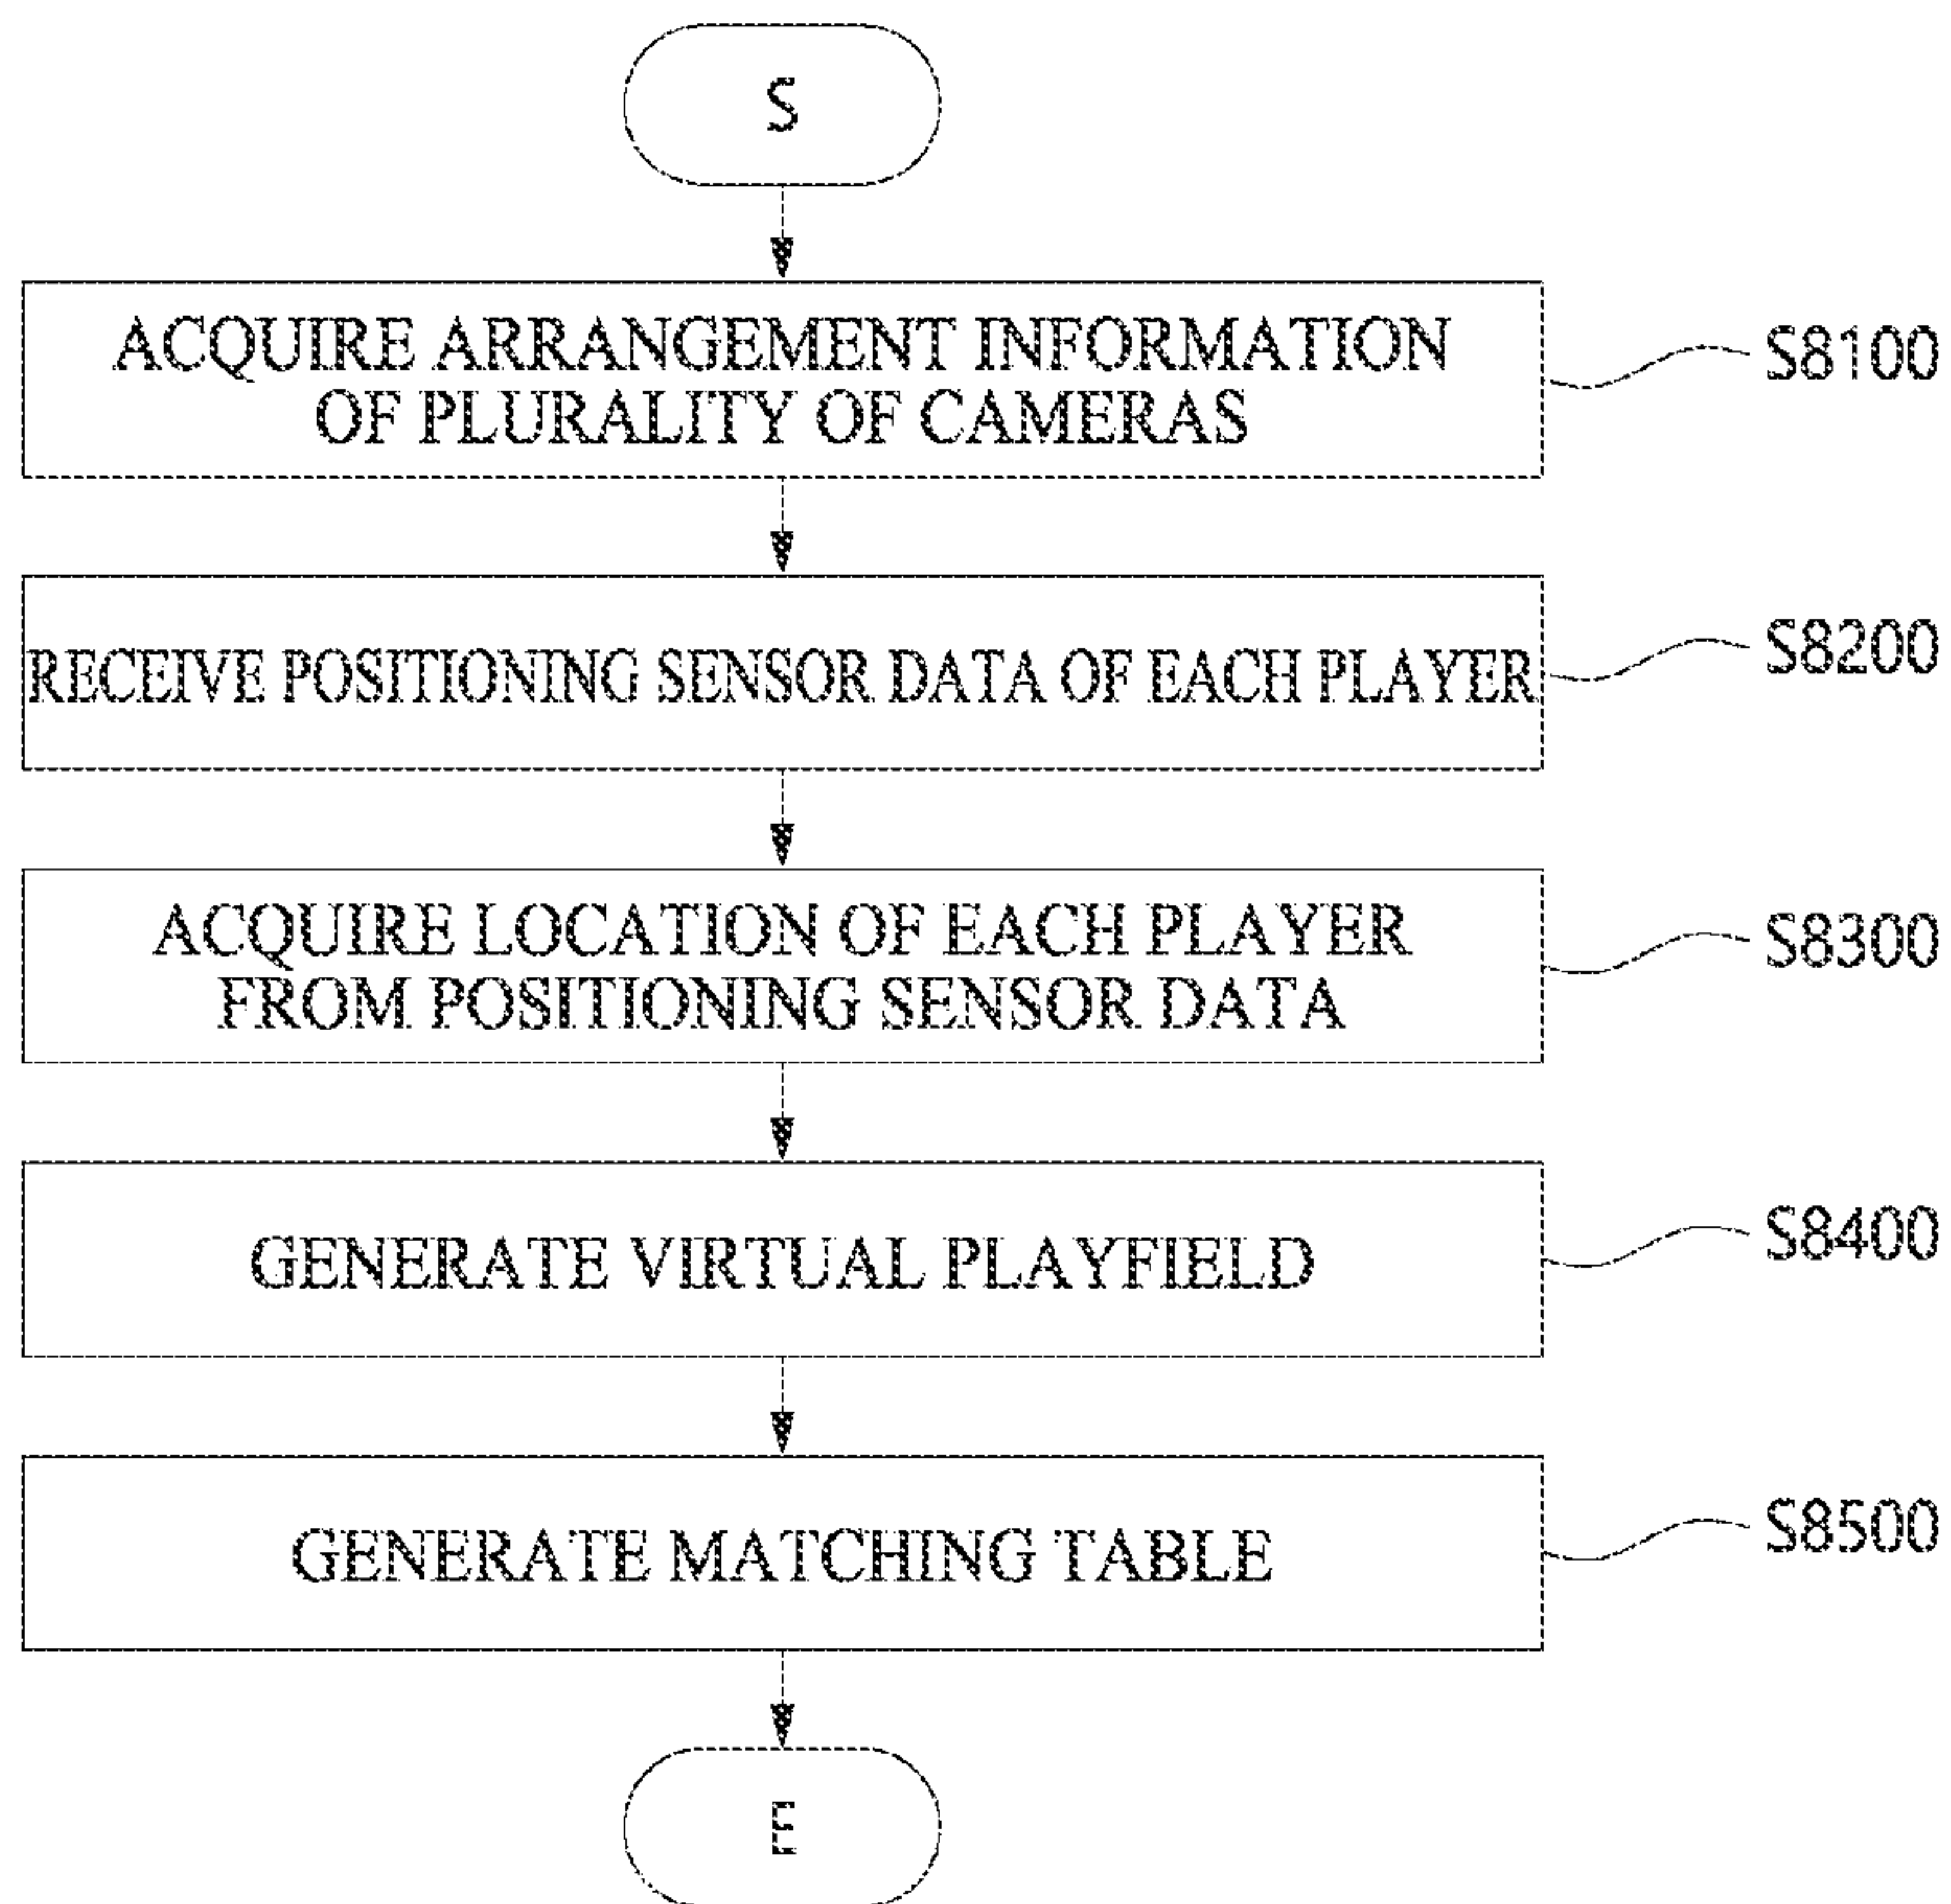 S
ACQUIRE ARRANGEMENT INFORMATION
OF PLURALITY OF CAMERAS
S8100
RECEIVE POSITIONING SENSOR DATA OF EACH PLAYER
S8200
ACQUIRE LOCATION OF EACH PLAYER
FROM POSITIONING SENSOR DATA
S8300
GENERATE VIRTUAL PLAYFIELD
S8400
GENERATE MATCHING TABLE
S8500
E